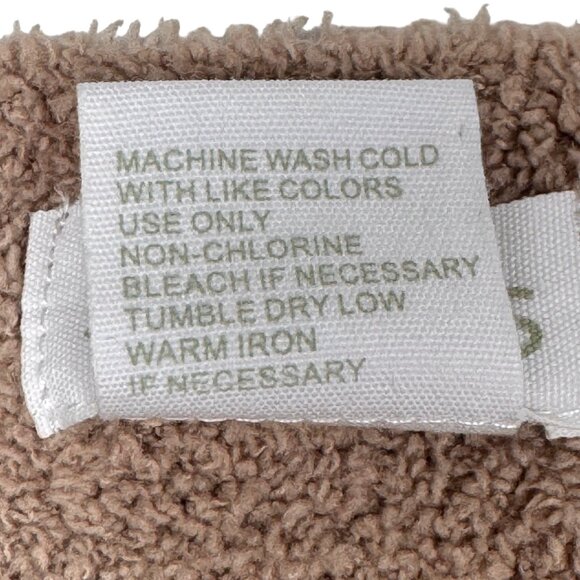 MACHINE WASH COLD
WITH LIKE COLORS
USE ONLY
NON-CHLORINE
BLEACH IF NECESSARY
TUMBLE DRY LOW
WARM IRON
IF NECESSARY